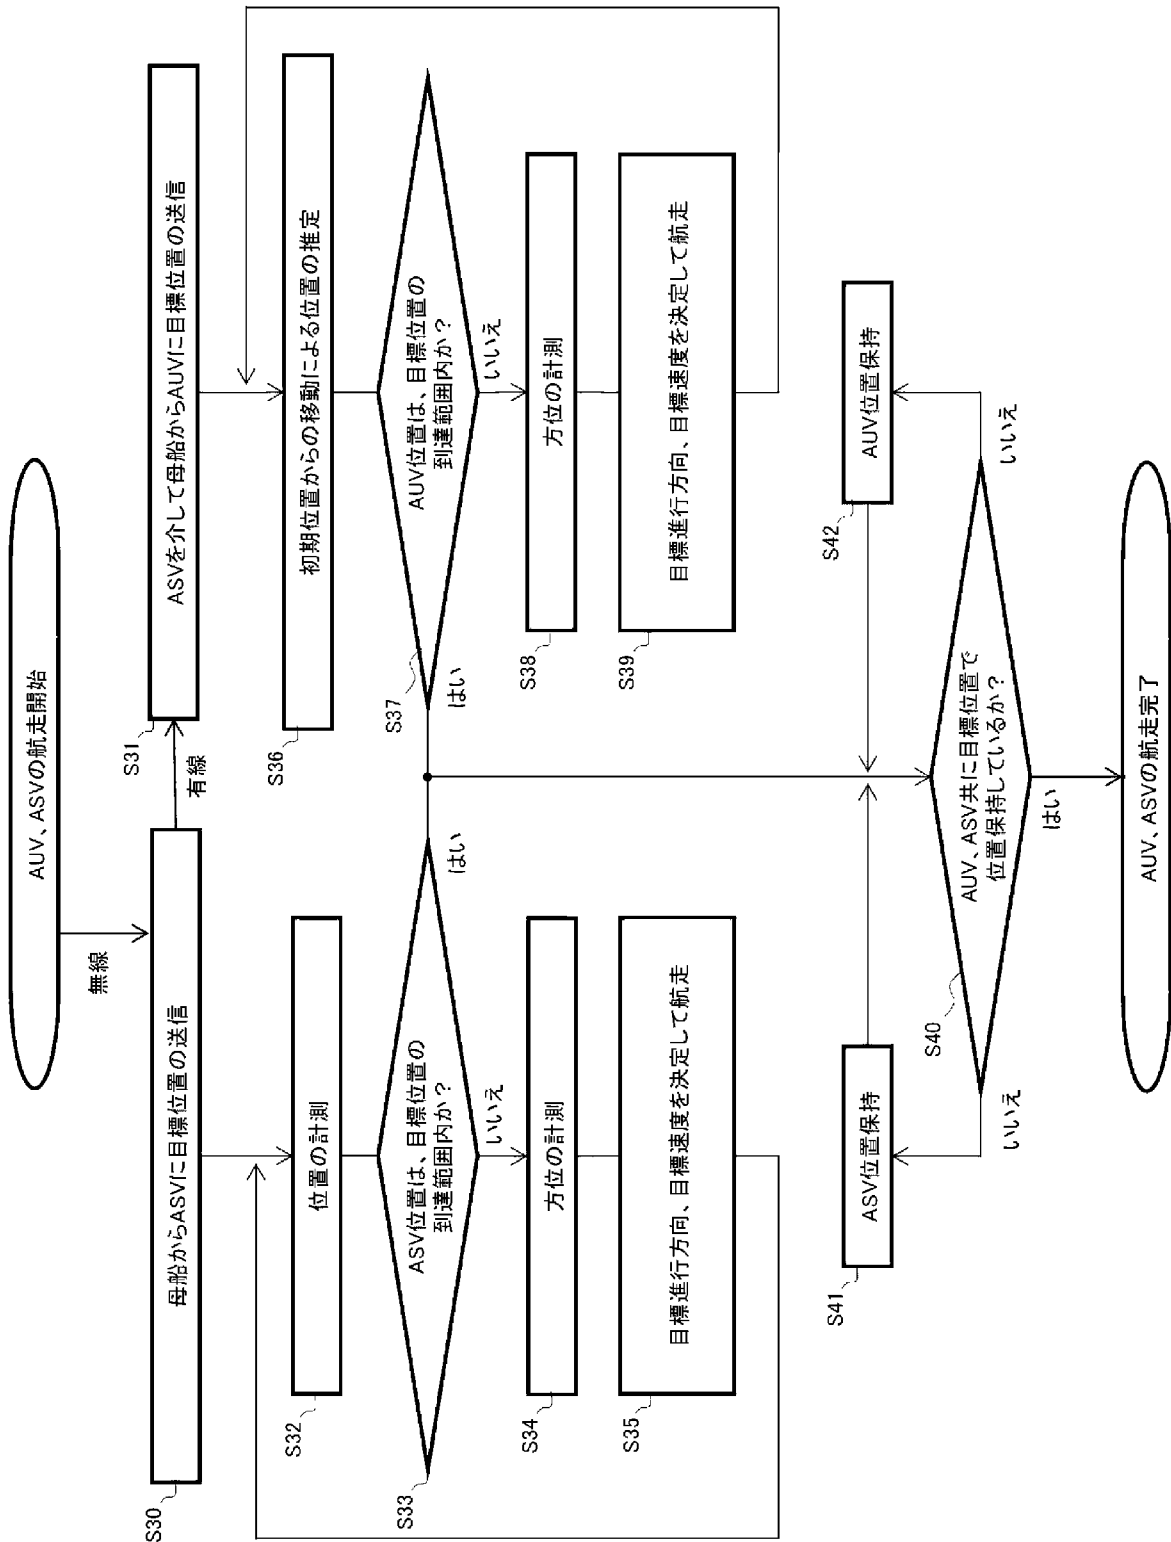 AUV、ASVの航走開始
無線
S30
母船からASVに目標位置の送信
有線
S31
ASVを介して母船からAUVに目標位置の送信
S32
位置の計測
S33
ASV位置は、目標位置の
到達範囲内か？
はい
いいえ
S34
方位の計測
S35
目標進行方向、目標速度を決定して航走
S36
初期位置からの移動による位置の推定
S37
AUV位置は、目標位置の
到達範囲内か？
はい
いいえ
S38
方位の計測
S39
目標進行方向、目標速度を決定して航走
S41
ASV位置保持
S42
AUV位置保持
S40
AUV、ASV共に目標位置で
位置保持しているか？
いいえ
いいえ
はい
AUV、ASVの航走完了